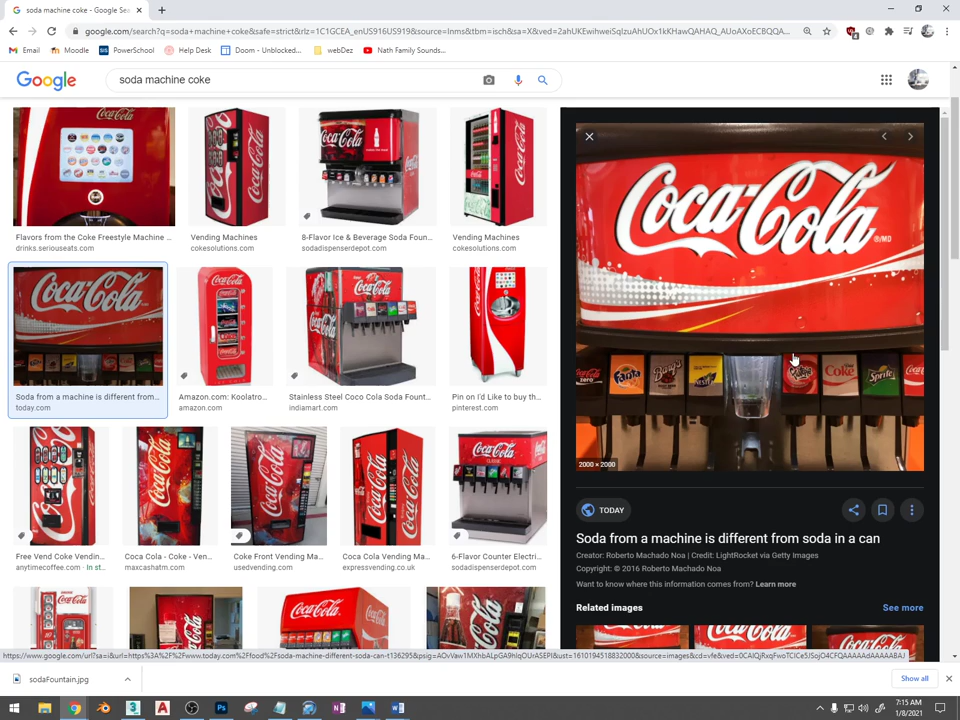 soda machine coke - Google Sear
google.com/search?q=soda+machine+coke&safe=strict&rlz=1C1GCEA_enUS916US919&source=lnms&tbm=isch&sa=X&ved=2ahUKEwihweiSqIzuAhUOx1kKHawQAHAQ_AUoAXoECBQQA...
Email
Moodle
PowerSchool
Help Desk
Doom - Unblocked...
webDez
Nath Family Sounds...
Google
soda machine coke
Flavors from the Coke Freestyle Machine ...
drinks.seriouseats.com
Vending Machines
cokesolutions.com
8-Flavor Ice & Beverage Soda Foun...
sodadispenserdepot.com
Vending Machines
cokesolutions.com
Soda from a machine is different from...
today.com
Amazon.com: Koolatro...
amazon.com
Stainless Steel Coco Cola Soda Fount...
indiamart.com
Pin on I'd Like to buy th...
pinterest.com
Free Vend Coke Vendin...
anytimecoffee.com · In st...
Coca Cola - Coke - Ven...
maxcashatm.com
Coke Front Vending Ma...
usedvending.com
Coca Cola Vending Ma...
expressvending.co.uk
6-Flavor Counter Electri...
sodadispenserdepot.com
Coca-Cola
®/MD
Coca-Cola zero
Fanta
Barq's
NESTEA
Coke
Sprite
2000 × 2000
TODAY
Soda from a machine is different from soda in a can
Creator: Roberto Machado Noa | Credit: LightRocket via Getty Images
Copyright: © 2016 Roberto Machado Noa
Want to know where this information comes from? Learn more
Related images
See more
sodaFountain.jpg
Show all
7:15 AM
1/8/2021